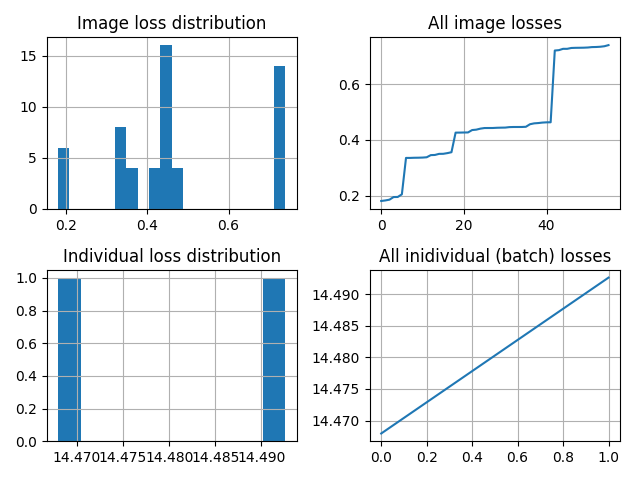 Image loss distribution
15
10
5
0
0.2 0.4 0.6
All image losses
0.6
0.4
0.2
0 20 40
Individual loss distribution
1.0
0.8
0.6
0.4
0.2
0.0
14.470 14.475 14.480 14.485 14.490
All inidividual (batch) losses
14.490
14.485
14.480
14.475
14.470
0.0 0.2 0.4 0.6 0.8 1.0